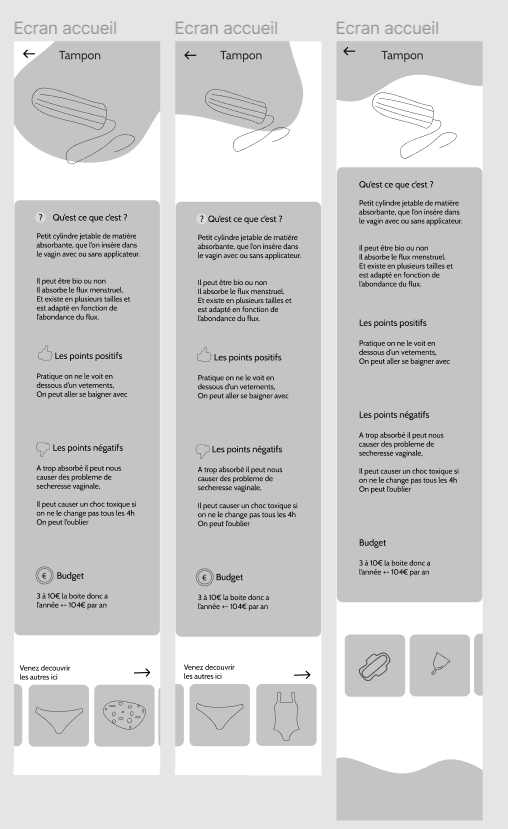 Ecran accueil
Tampon
?
Qu'est ce que c'est ?
Petit cylindre jetable de matière
absorbante, que l'on insère dans
le vagin avec ou sans applicateur.
Il peut être bio ou non
Il absorbe le flux menstruel.
Et existe en plusieurs tailles et
est adapté en fonction de
l'abondance du flux.
Les points positifs
Pratique on ne le voit en
dessous d'un vetements,
On peut aller se baigner avec
Les points négatifs
A trop absorbé il peut nous
causer des probleme de
secheresse vaginale,
Il peut causer un choc toxique si
on ne le change pas tous les 4h
On peut l'oublier
€
Budget
3 à 10€ la boite donc a
l'année +- 104€ par an
Venez decouvrir
les autres ici
Ecran accueil
Tampon
?
Qu'est ce que c'est ?
Petit cylindre jetable de matière
absorbante, que l'on insère dans
le vagin avec ou sans applicateur.
Il peut être bio ou non
Il absorbe le flux menstruel.
Et existe en plusieurs tailles et
est adapté en fonction de
l'abondance du flux.
Les points positifs
Pratique on ne le voit en
dessous d'un vetements,
On peut aller se baigner avec
Les points négatifs
A trop absorbé il peut nous
causer des probleme de
secheresse vaginale,
Il peut causer un choc toxique si
on ne le change pas tous les 4h
On peut l'oublier
€
Budget
3 à 10€ la boite donc a
l'année +- 104€ par an
Venez decouvrir
les autres ici
Ecran accueil
Tampon
Qu'est ce que c'est ?
Petit cylindre jetable de matière
absorbante, que l'on insère dans
le vagin avec ou sans applicateur.
Il peut être bio ou non
Il absorbe le flux menstruel.
Et existe en plusieurs tailles et
est adapté en fonction de
l'abondance du flux.
Les points positifs
Pratique on ne le voit en
dessous d'un vetements,
On peut aller se baigner avec
Les points négatifs
A trop absorbé il peut nous
causer des probleme de
secheresse vaginale,
Il peut causer un choc toxique si
on ne le change pas tous les 4h
On peut l'oublier
Budget
3 à 10€ la boite donc a
l'année +- 104€ par an